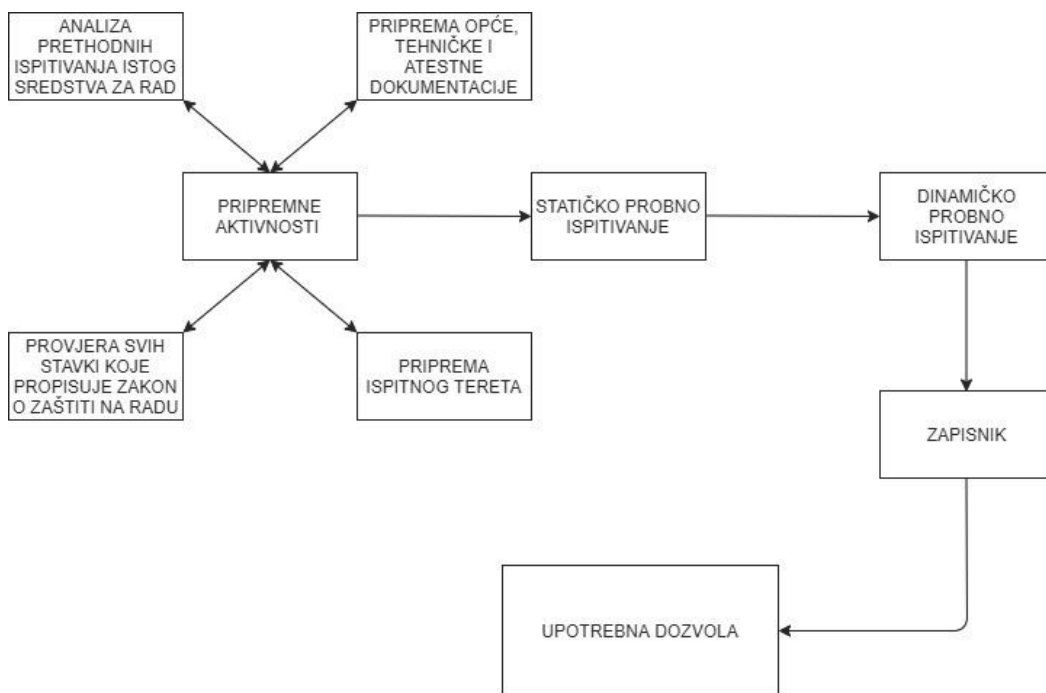 ANALIZA
PRETHODNIH
ISPITIVANJA ISTOG
SREDSTVA ZA RAD
PRIPREMA OPĆE,
TEHNIČKE I
ATESTNE
DOKUMENTACIJE
PRIPREMNE
AKTIVNOSTI
STATIČKO PROBNO
ISPITIVANJE
DINAMIČKO
PROBNO
ISPITIVANJE
PROVJERA SVIH
STAVKI KOJE
PROPISUJE ZAKON
O ZAŠTITI NA RADU
PRIPREMA
ISPITNOG TERETA
ZAPISNIK
UPOTREBNA DOZVOLA